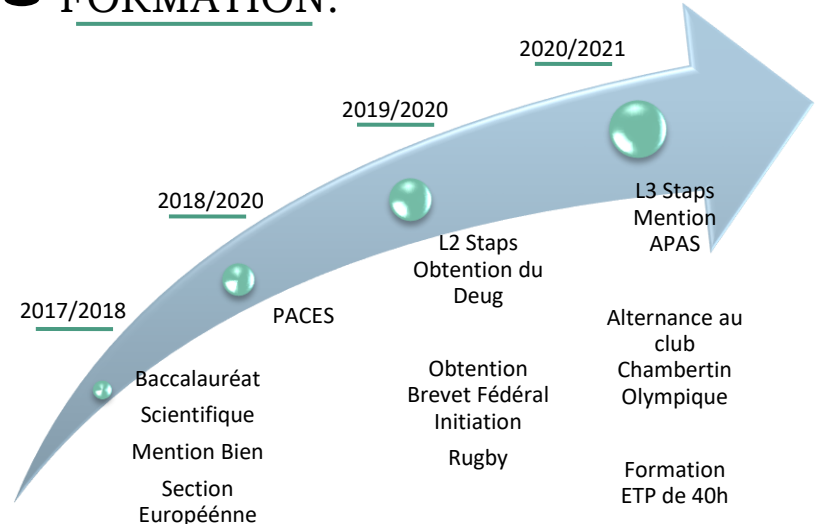 FORMATION:
2017/2018
Baccalauréat
Scientifique
Mention Bien
Section
Européénne
2018/2020
PACES
2019/2020
L2 Staps
Obtention du
Deug
Obtention
Brevet Fédéral
Initiation
Rugby
2020/2021
L3 Staps
Mention
APAS
Alternance au
club
Chambertin
Olympique
Formation
ETP de 40h